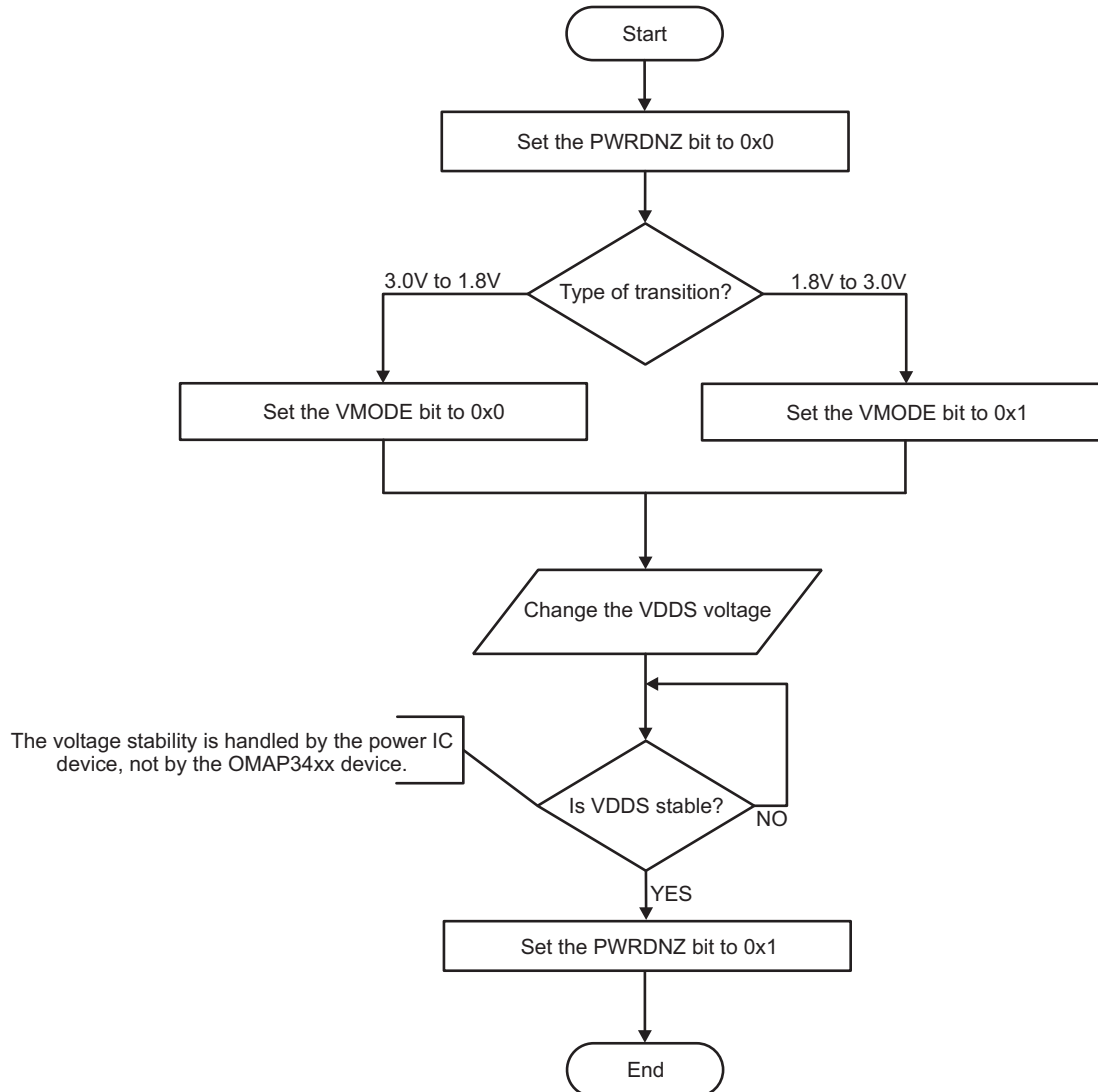 Start
Set the PWRDNZ bit to 0x0
Type of transition?
3.0V to 1.8V
1.8V to 3.0V
Set the VMODE bit to 0x0
Set the VMODE bit to 0x1
Change the VDDS voltage
The voltage stability is handled by the power IC
device, not by the OMAP34xx device.
Is VDDS stable?
NO
YES
Set the PWRDNZ bit to 0x1
End